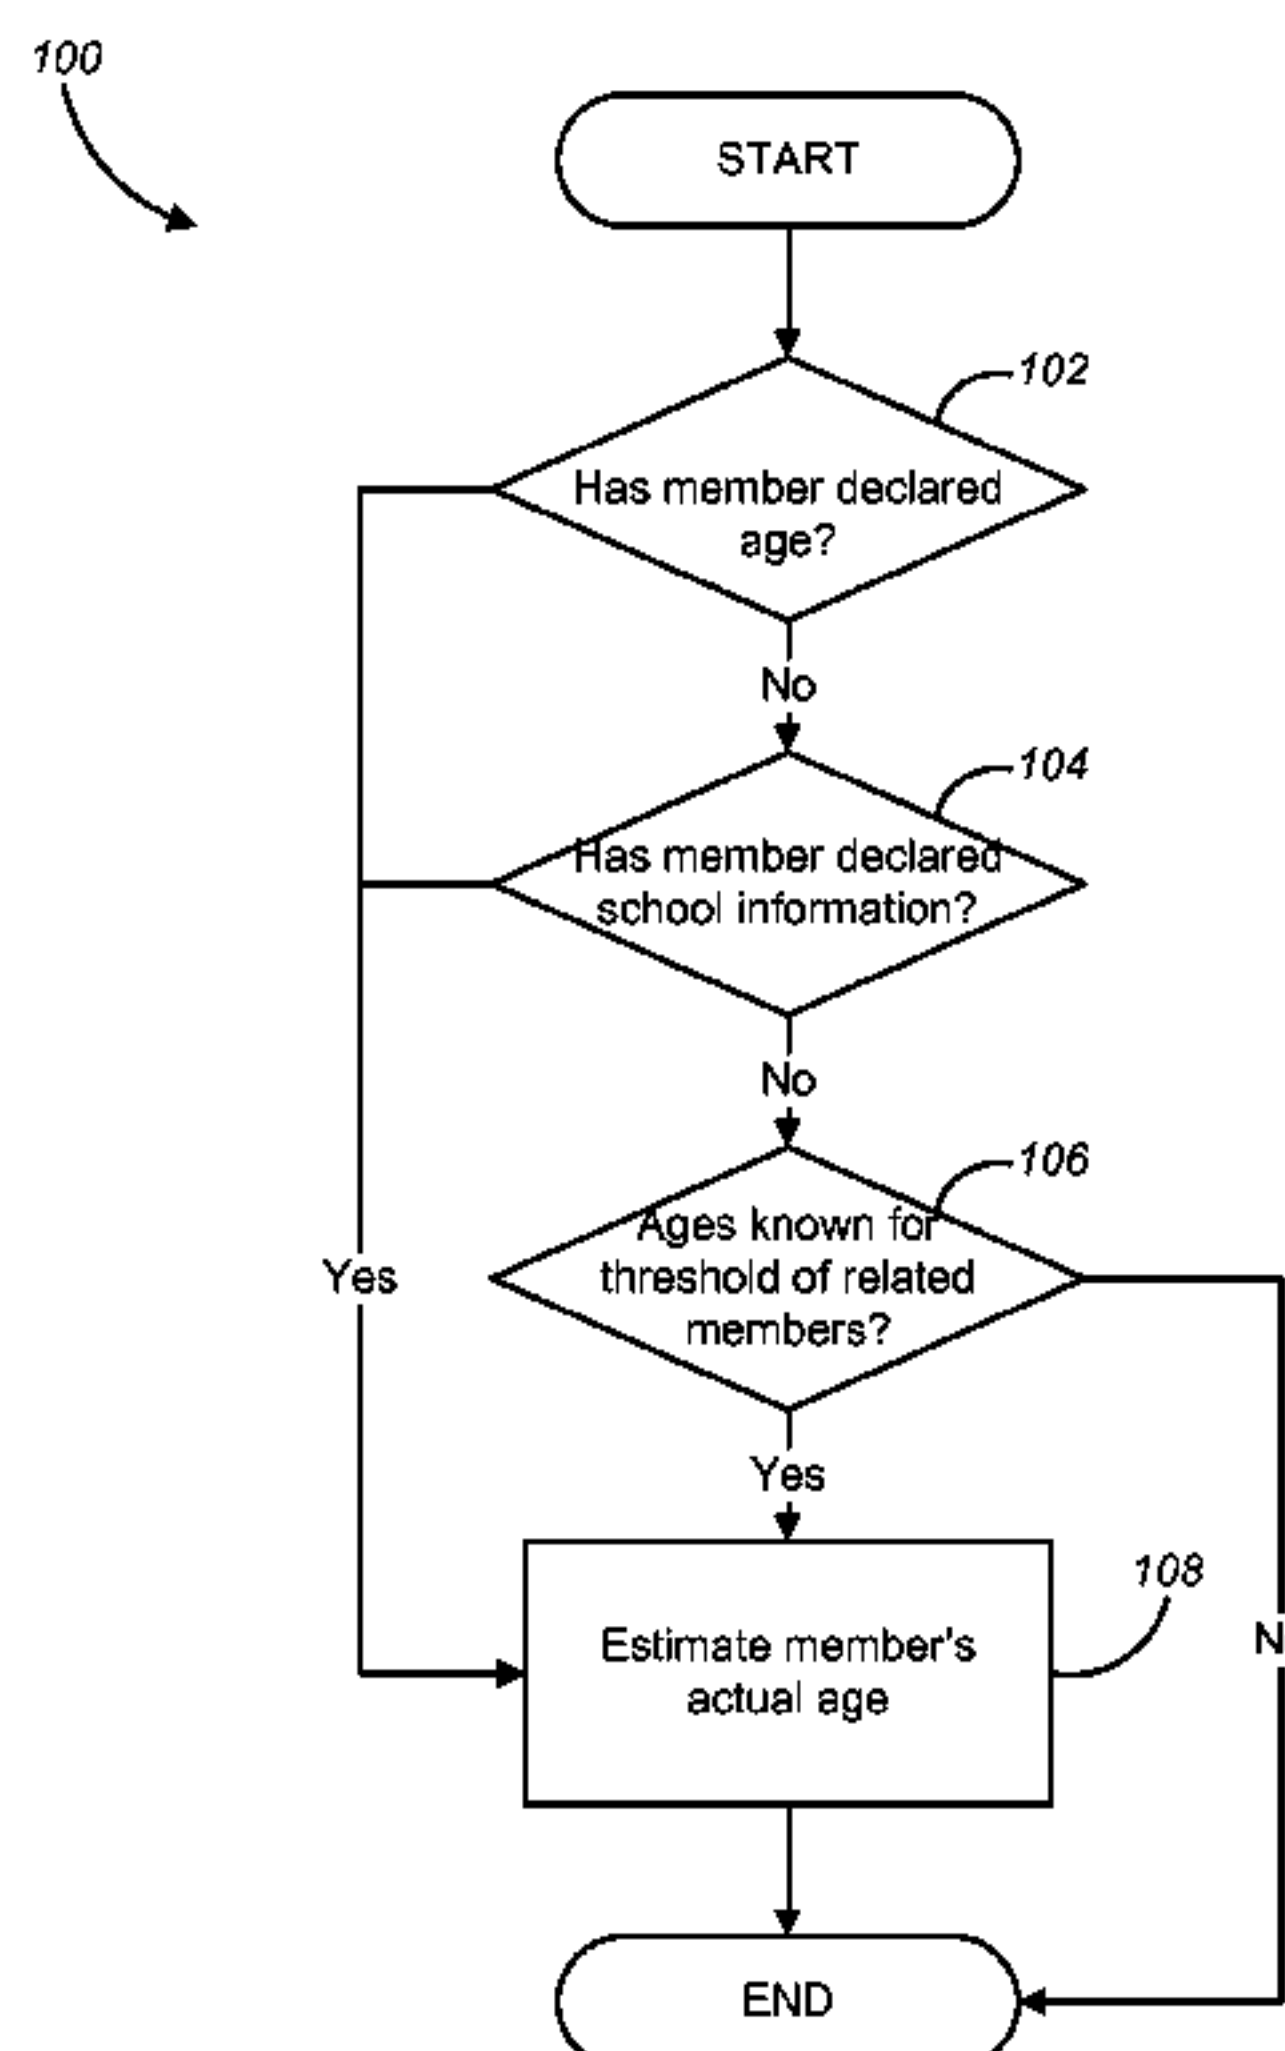 100
START
102
Has member declared
age?
No
104
Has member declared
school information?
No
106
Ages known for
threshold of related
members?
Yes
Yes
108
Estimate member's
actual age
N
END